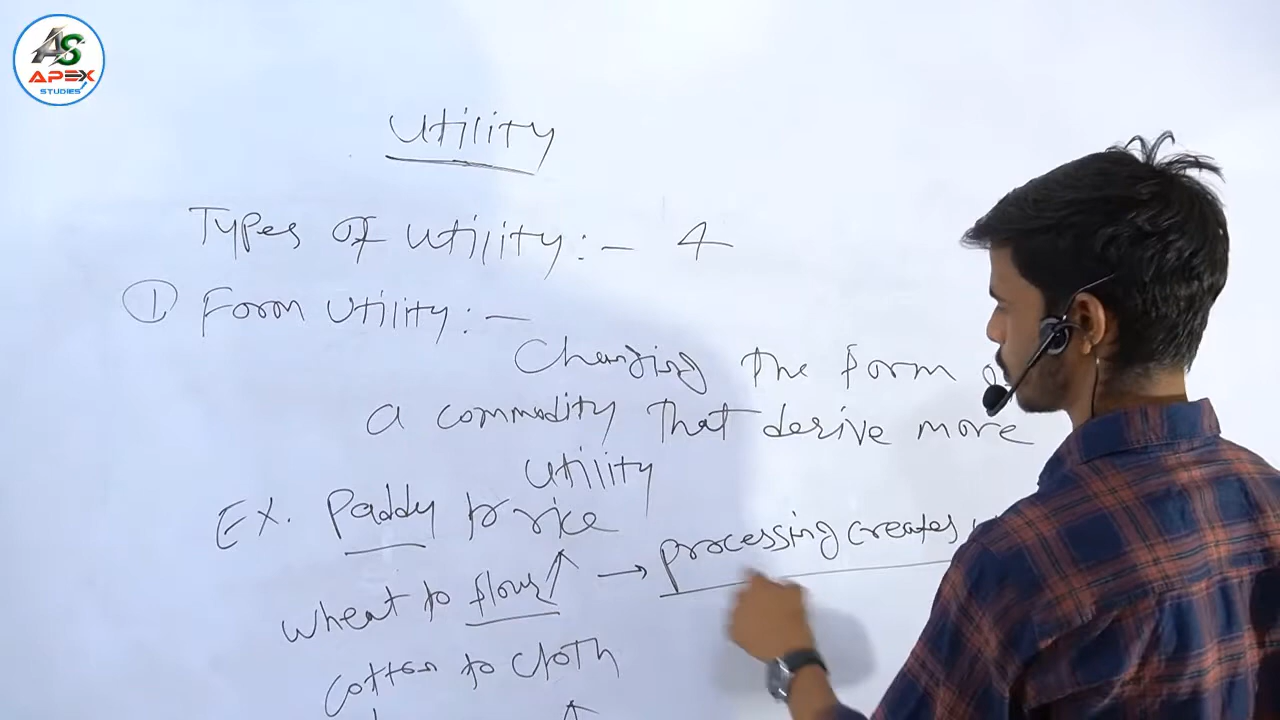 AS
APEX
STUDIES
Utility
Types of Utility:- 4
① Form Utility:-
Changing the form
a commodity that derive more
Utility
Ex. Paddy to rice
wheat to flour↑ → processing creates
cotton to cloth